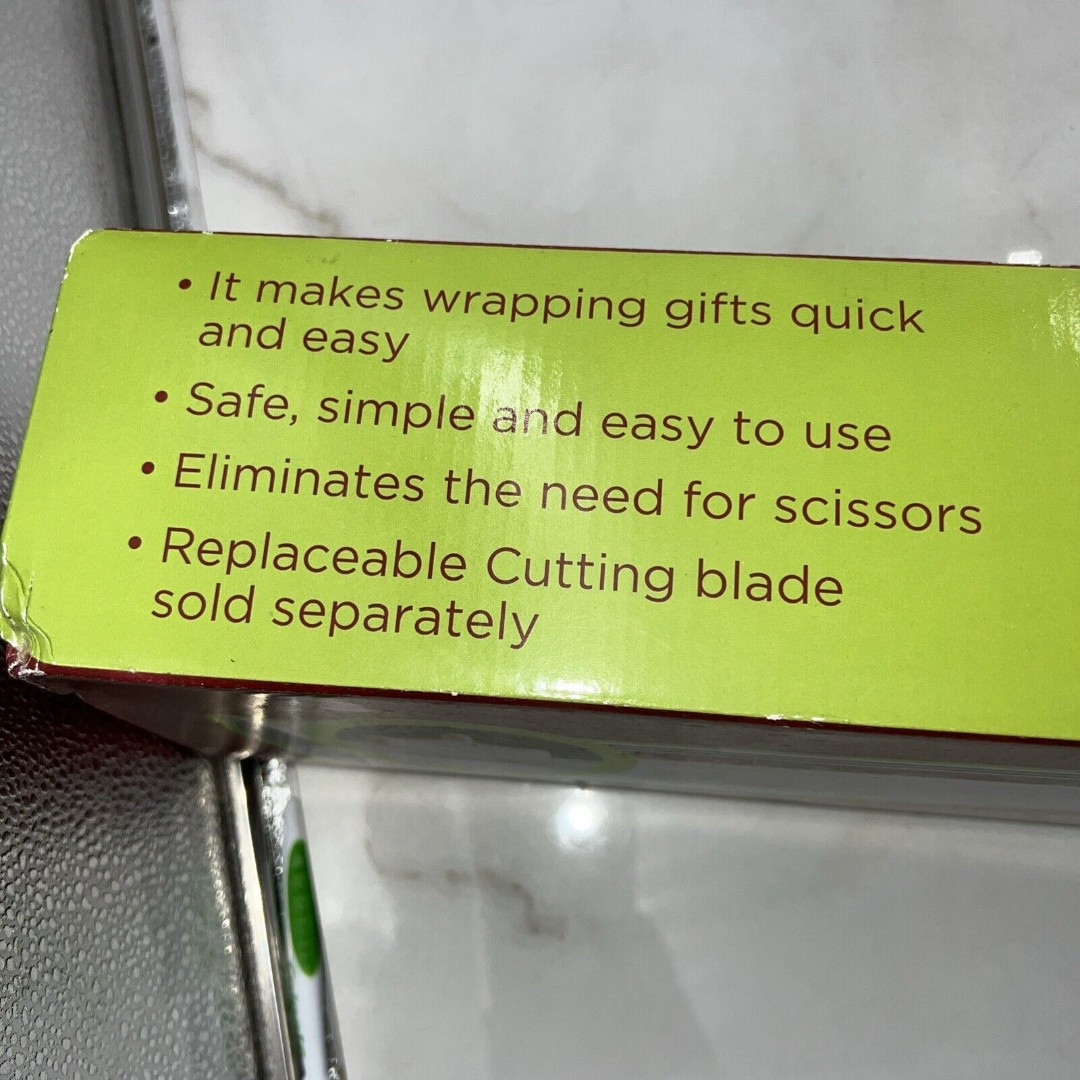 • It makes wrapping gifts quick
and easy
• Safe, simple and easy to use
• Eliminates the need for scissors
• Replaceable Cutting blade
sold separately